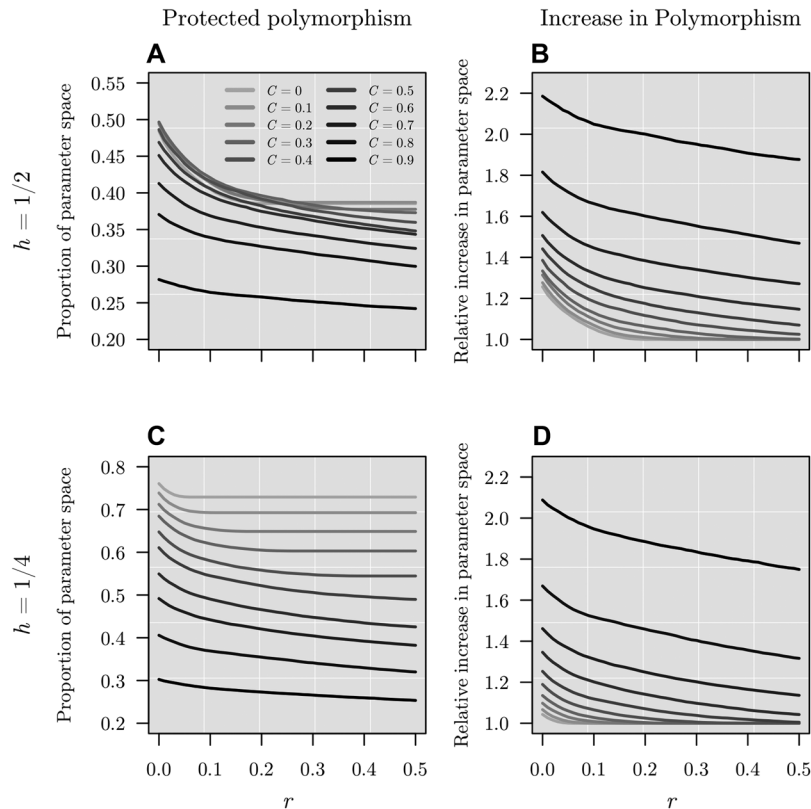 Protected polymorphism
Increase in Polymorphism
A
B
h = 1/2
Proportion of parameter space
0.55
0.50
0.45
0.40
0.35
0.30
0.25
0.20
C = 0
C = 0.1
C = 0.2
C = 0.3
C = 0.4
C = 0.5
C = 0.6
C = 0.7
C = 0.8
C = 0.9
Relative increase in parameter space
2.2
2.0
1.8
1.6
1.4
1.2
1.0
C
D
h = 1/4
Proportion of parameter space
0.8
0.7
0.6
0.5
0.4
0.3
0.2
0.0 0.1 0.2 0.3 0.4 0.5
r
Relative increase in parameter space
2.2
2.0
1.8
1.6
1.4
1.2
1.0
0.0 0.1 0.2 0.3 0.4 0.5
r